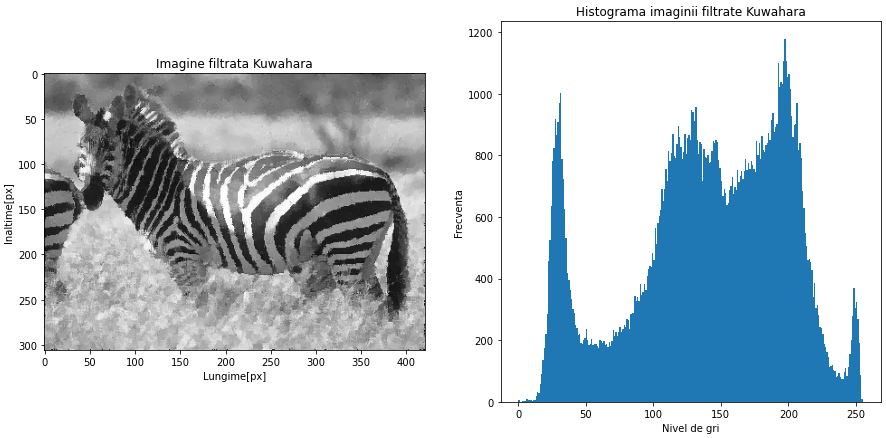 Imagine filtrata Kuwahara
0
50
100
150
200
250
300
Inaltime[px]
0 50 100 150 200 250 300 350 400
Lungime[px]
Histograma imaginii filtrate Kuwahara
1200
1000
800
600
400
200
0
Frecventa
0 50 100 150 200 250
Nivel de gri